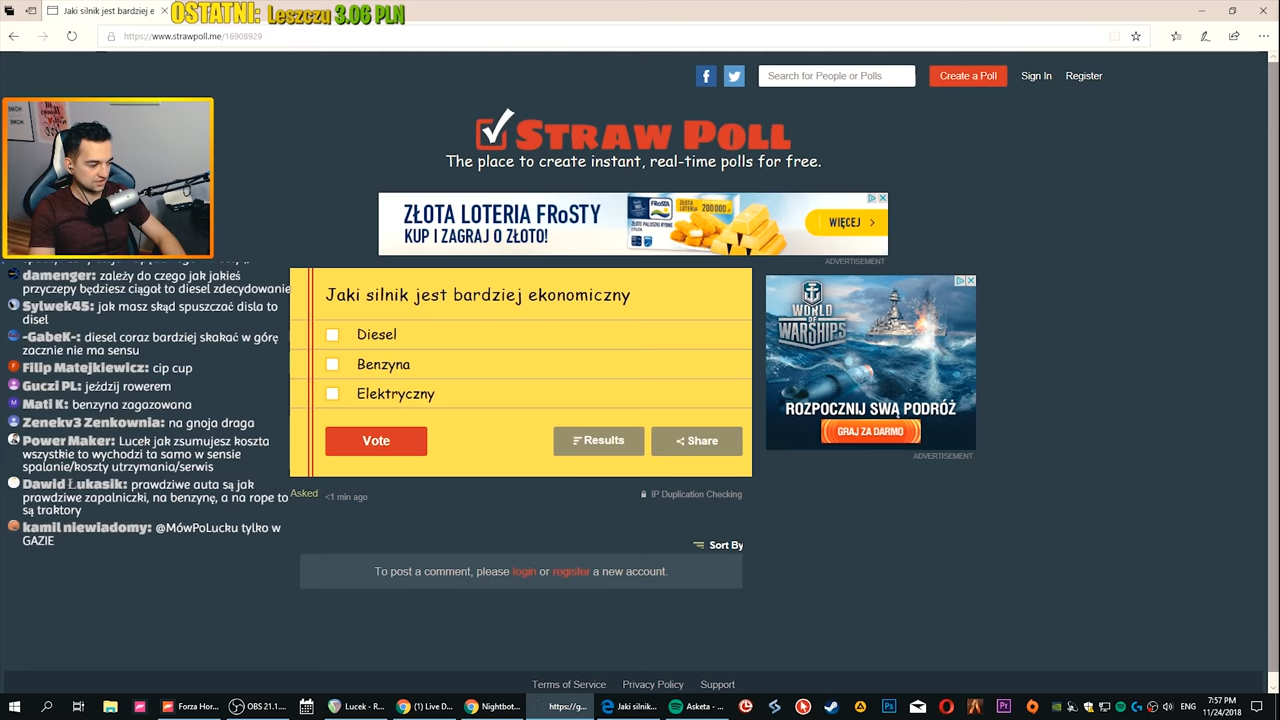 Jaki silnik jest bardziej e
OSTATNI: Leszczu 3.06 PLN
https://www.strawpoll.me/16908929
Search for People or Polls
Create a Poll
Sign In
Register
STRAW POLL
The place to create instant, real-time polls for free.
ZŁOTA LOTERIA FRoSTY
KUP I ZAGRAJ O ZŁOTO!
FRoSTA
ZŁOTA LOTERIA
200 000
WIĘCEJ >
ADVERTISEMENT
damenger: zależy do czego jak jakieś
przyczepy będziesz ciągał to diesel zdecydowanie
Sylwek45: jak masz skąd spuszczać disla to
disel
-GabeK-: diesel coraz bardziej skakać w górę
zacznie nie ma sensu
Filip Matejkiewicz: cip cup
Guczi PL: jeździj rowerem
Mati K: benzyna zagazowana
Zenekv3 Zenkownia: na gnoja draga
Power Maker: Lucek jak zsumujesz koszta
wszystkie to wychodzi ta samo w sensie
spalanie/koszty utrzymania/serwis
Dawid Łukasik: prawdziwe auta są jak
prawdziwe zapalniczki, na benzynę, a na rope to
są traktory
kamil niewiadomy: @MówPoLucku tylko w
GAZIE
Jaki silnik jest bardziej ekonomiczny
Diesel
Benzyna
Elektryczny
Vote
Results
Share
Asked
<1 min ago
IP Duplication Checking
WORLD OF
WARSHIPS
ROZPOCZNIJ SWĄ PODRÓŻ
GRAJ ZA DARMO
ADVERTISEMENT
Sort By
To post a comment, please login or register a new account.
Terms of Service
Privacy Policy
Support
Forza Hor...
OBS 21.1....
Lucek - R...
(1) Live D...
Nightbot...
https://g...
Jaki silnik...
Asketa - ...
ENG
7:57 PM
11/24/2018